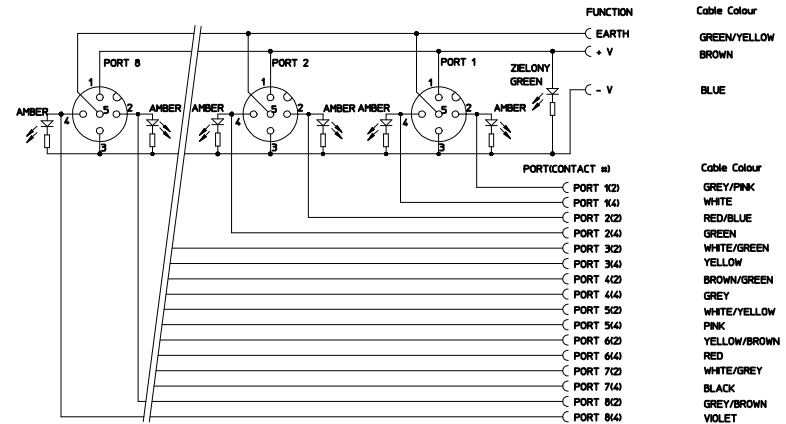 FUNCTION Cable Colour
EARTH GREEN/YELLOW
+ V BROWN
PORT 8 PORT 2 PORT 1 ZIELONY
GREEN
- V BLUE
1 1 1
AMBER 4 5 2 AMBER AMBER 4 5 2 AMBER AMBER 4 5 2 AMBER
3 3 3
PORT(CONTACT #) Cable Colour
PORT 1(2) GREY/PINK
PORT 1(4) WHITE
PORT 2(2) RED/BLUE
PORT 2(4) GREEN
PORT 3(2) WHITE/GREEN
PORT 3(4) YELLOW
PORT 4(2) BROWN/GREEN
PORT 4(4) GREY
PORT 5(2) WHITE/YELLOW
PORT 5(4) PINK
PORT 6(2) YELLOW/BROWN
PORT 6(4) RED
PORT 7(2) WHITE/GREY
PORT 7(4) BLACK
PORT 8(2) GREY/BROWN
PORT 8(4) VIOLET